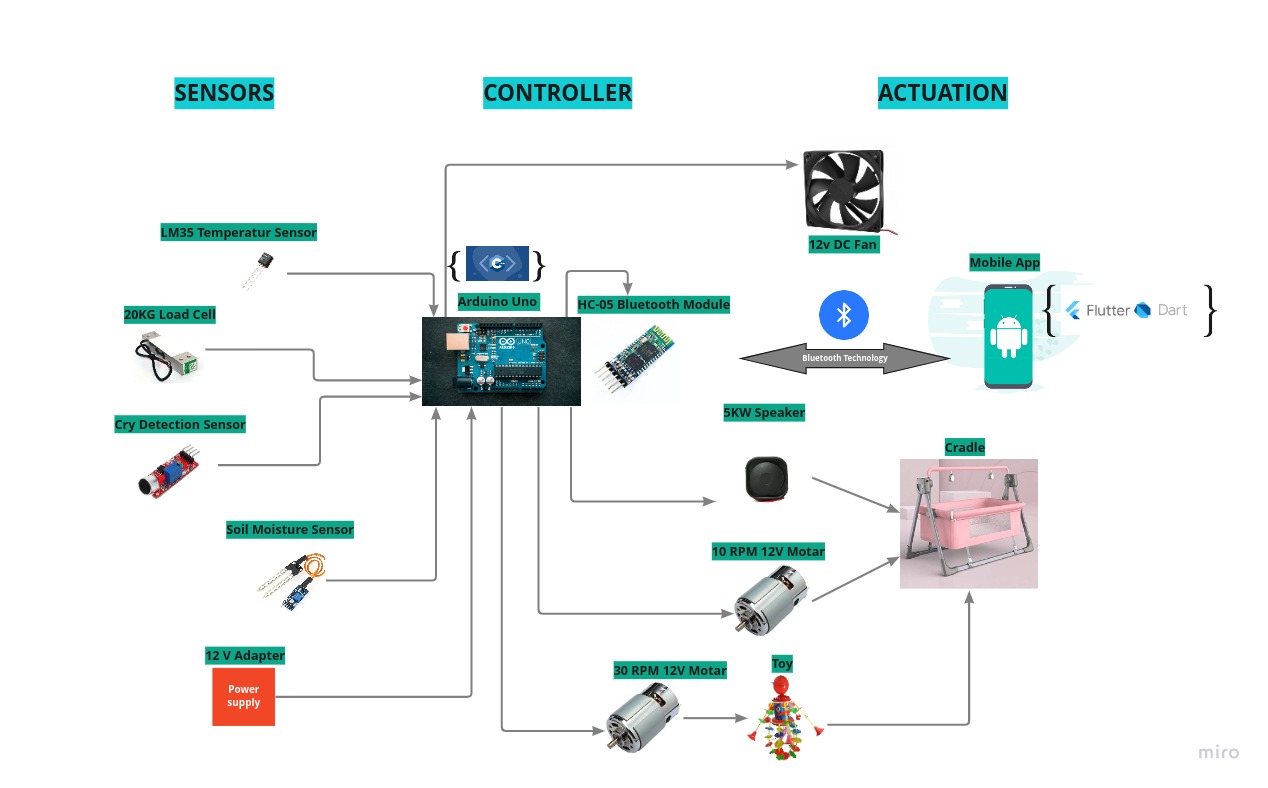 SENSORS
CONTROLLER
ACTUATION
LM35 Temperatur Sensor
12v DC Fan
Mobile App
{ C++ }
Arduino Uno
HC-05 Bluetooth Module
{ Flutter Dart }
20KG Load Cell
UNO
Bluetooth Technology
5KW Speaker
Cry Detection Sensor
Cradle
Soil Moisture Sensor
10 RPM 12V Motar
12 V Adapter
Power
supply
30 RPM 12V Motar
Toy
miro